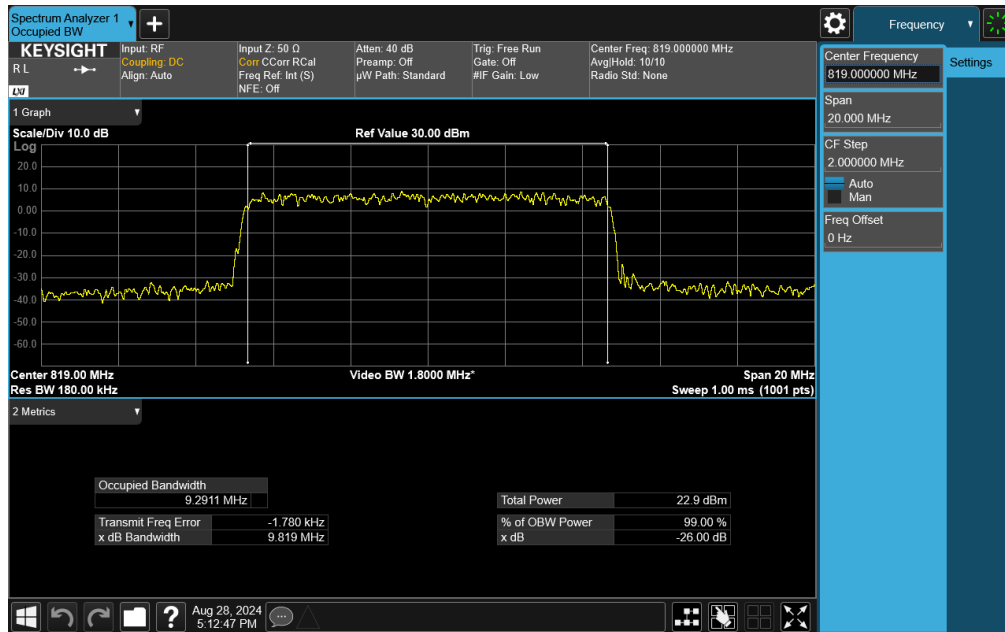 Spectrum Analyzer 1
Occupied BW
+
Frequency
KEYSIGHT
R L
LXI
Input: RF
Coupling: DC
Align: Auto
Input Z: 50 Ω
Corr CCorr RCal
Freq Ref: Int (S)
NFE: Off
Atten: 40 dB
Preamp: Off
µW Path: Standard
Trig: Free Run
Gate: Off
#IF Gain: Low
Center Freq: 819.000000 MHz
Avg|Hold: 10/10
Radio Std: None
Center Frequency
819.000000 MHz
Settings
Span
20.000 MHz
CF Step
2.000000 MHz
Auto
Man
Freq Offset
0 Hz
1 Graph
Scale/Div 10.0 dB
Ref Value 30.00 dBm
Log
20.0
10.0
0.00
-10.0
-20.0
-30.0
-40.0
-50.0
-60.0
Center 819.00 MHz
Video BW 1.8000 MHz*
Span 20 MHz
Res BW 180.00 kHz
Sweep 1.00 ms (1001 pts)
2 Metrics
Occupied Bandwidth
9.2911 MHz
Total Power 22.9 dBm
Transmit Freq Error -1.780 kHz
% of OBW Power 99.00 %
x dB Bandwidth 9.819 MHz
x dB -26.00 dB
?
Aug 28, 2024
5:12:47 PM